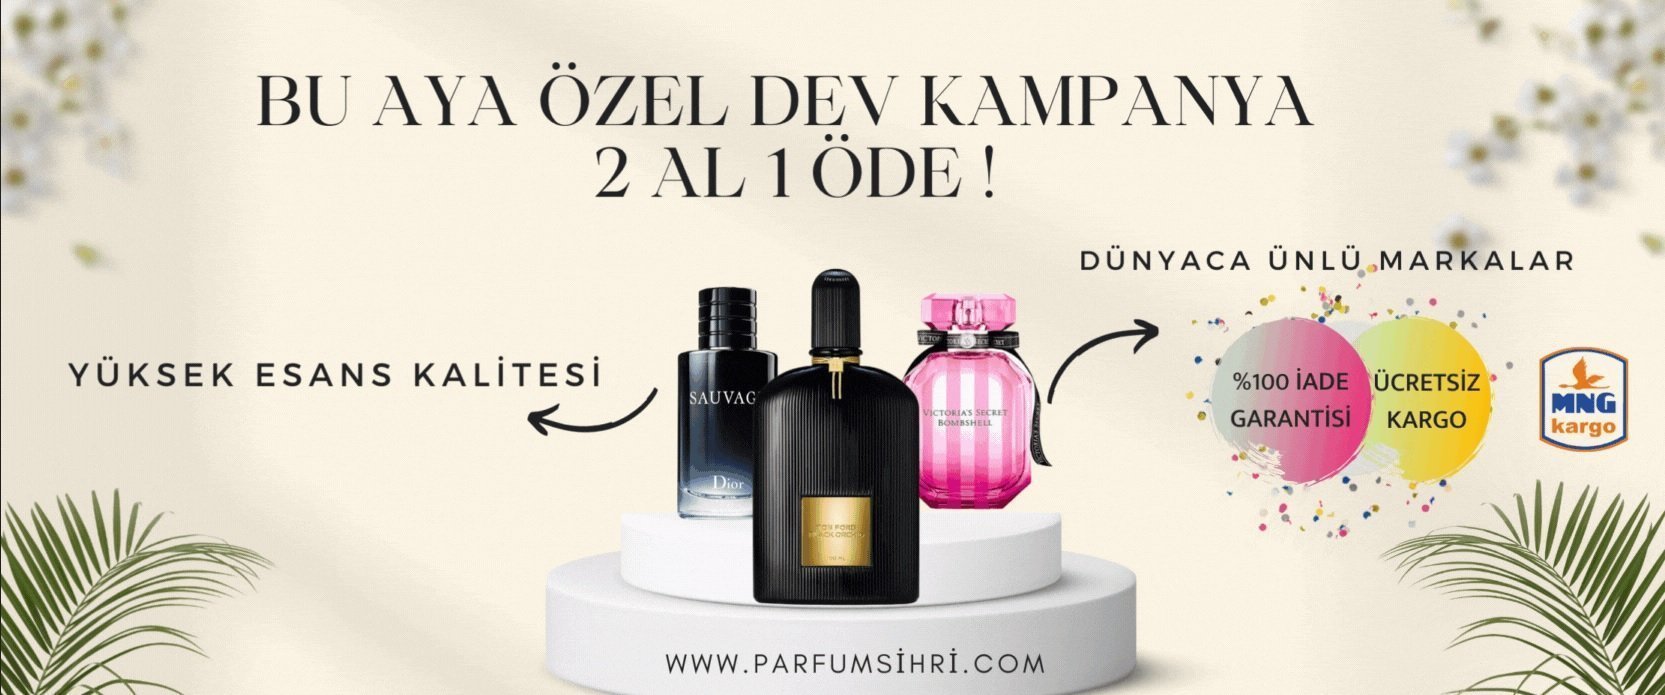 BU AYA ÖZEL DEV KAMPANYA
2 AL 1 ÖDE !
DÜNYACA ÜNLÜ MARKALAR
YÜKSEK ESANS KALİTESİ
%100 İADE
GARANTİSİ
ÜCRETSİZ
KARGO
MNG
kargo
SAUVAG
Dior
TOM FORD
BLACK ORCHID
VICTORIA'S SECRET
BOMBSHELL
WWW.PARFUMSİHRİ.COM